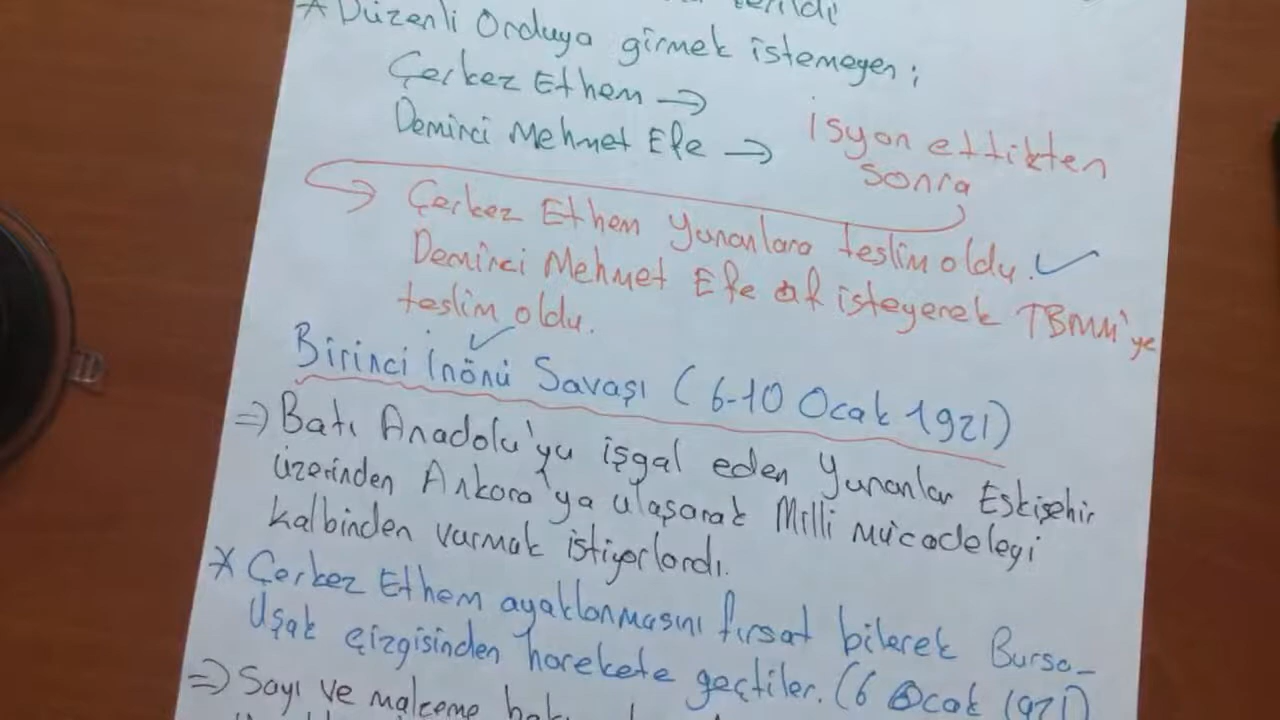 verildi
* Düzenli Orduya girmek istemeyen;
Çerkez Ethem →
Demirci Mehmet Efe → isyan ettikten
sonra
→ Çerkez Ethem Yunanlara teslim oldu. ✓
Demirci Mehmet Efe af isteyerek TBMM'ye
teslim oldu.
Birinci İnönü Savaşı (6-10 Ocak 1921)
⇒ Batı Anadolu'yu işgal eden Yunanlar Eskişehir
üzerinden Ankara'ya ulaşarak Milli mücadeleyi
kalbinden vurmak istiyorlardı.
* Çerkez Ethem ayaklanmasını fırsat bilerek Bursa-
Uşak çizgisinden harekete geçtiler. (6 Ocak 1921)
⇒ Sayı ve malzeme